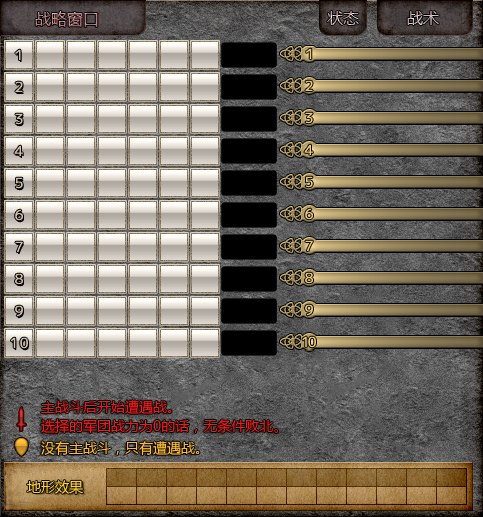 战略窗口 状态 战术
1 1
2 2
3 3
4 4
5 5
6 6
7 7
8 8
9 9
10 10
主战斗后开始遭遇战。
选择的军团战力为0的话，无条件败北。
没有主战斗，只有遭遇战。
地形效果